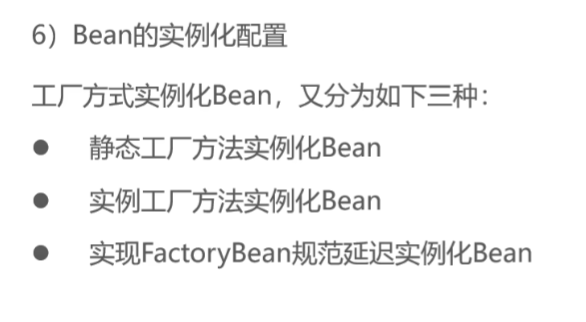 6）Bean的实例化配置
工厂方式实例化Bean，又分为如下三种：
● 静态工厂方法实例化Bean
● 实例工厂方法实例化Bean
● 实现FactoryBean规范延迟实例化Bean